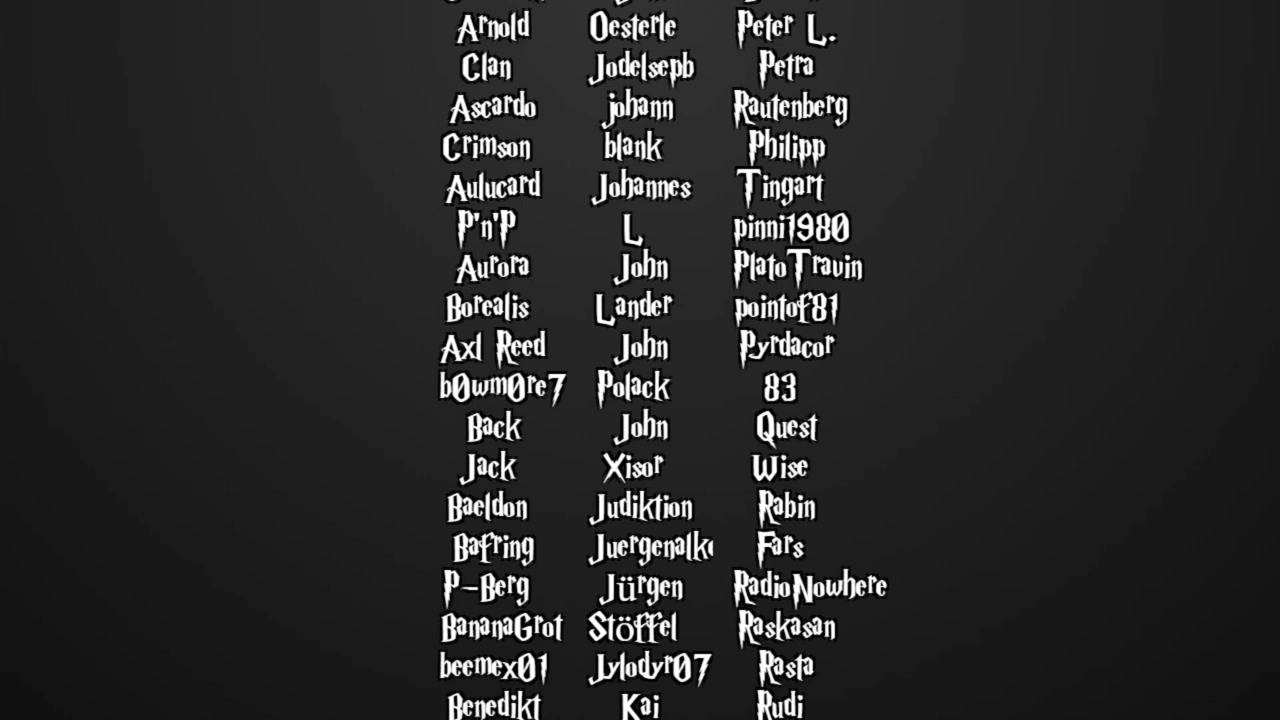 Arnold Oesterle Peter L.
Clan Jodelsepb Petra
Ascardo johann Rautenberg
Crimson blank Philipp
Aulucard Johannes Tingart
P'n'P L pinni1980
Aurora John PlatoTravin
Borealis Lander pointof81
Axl Reed John Pyrdacor
b0wm0re7 Polack 83
Back John Quest
Jack Xisor Wise
Baeldon Judiktion Rabin
Bafring Juergenalk Fars
P-Berg Jürgen RadioNowhere
BananaGrot Stöffel Raskasan
beemex01 Jylodyr07 Rasta
Benedikt Kai Rudi